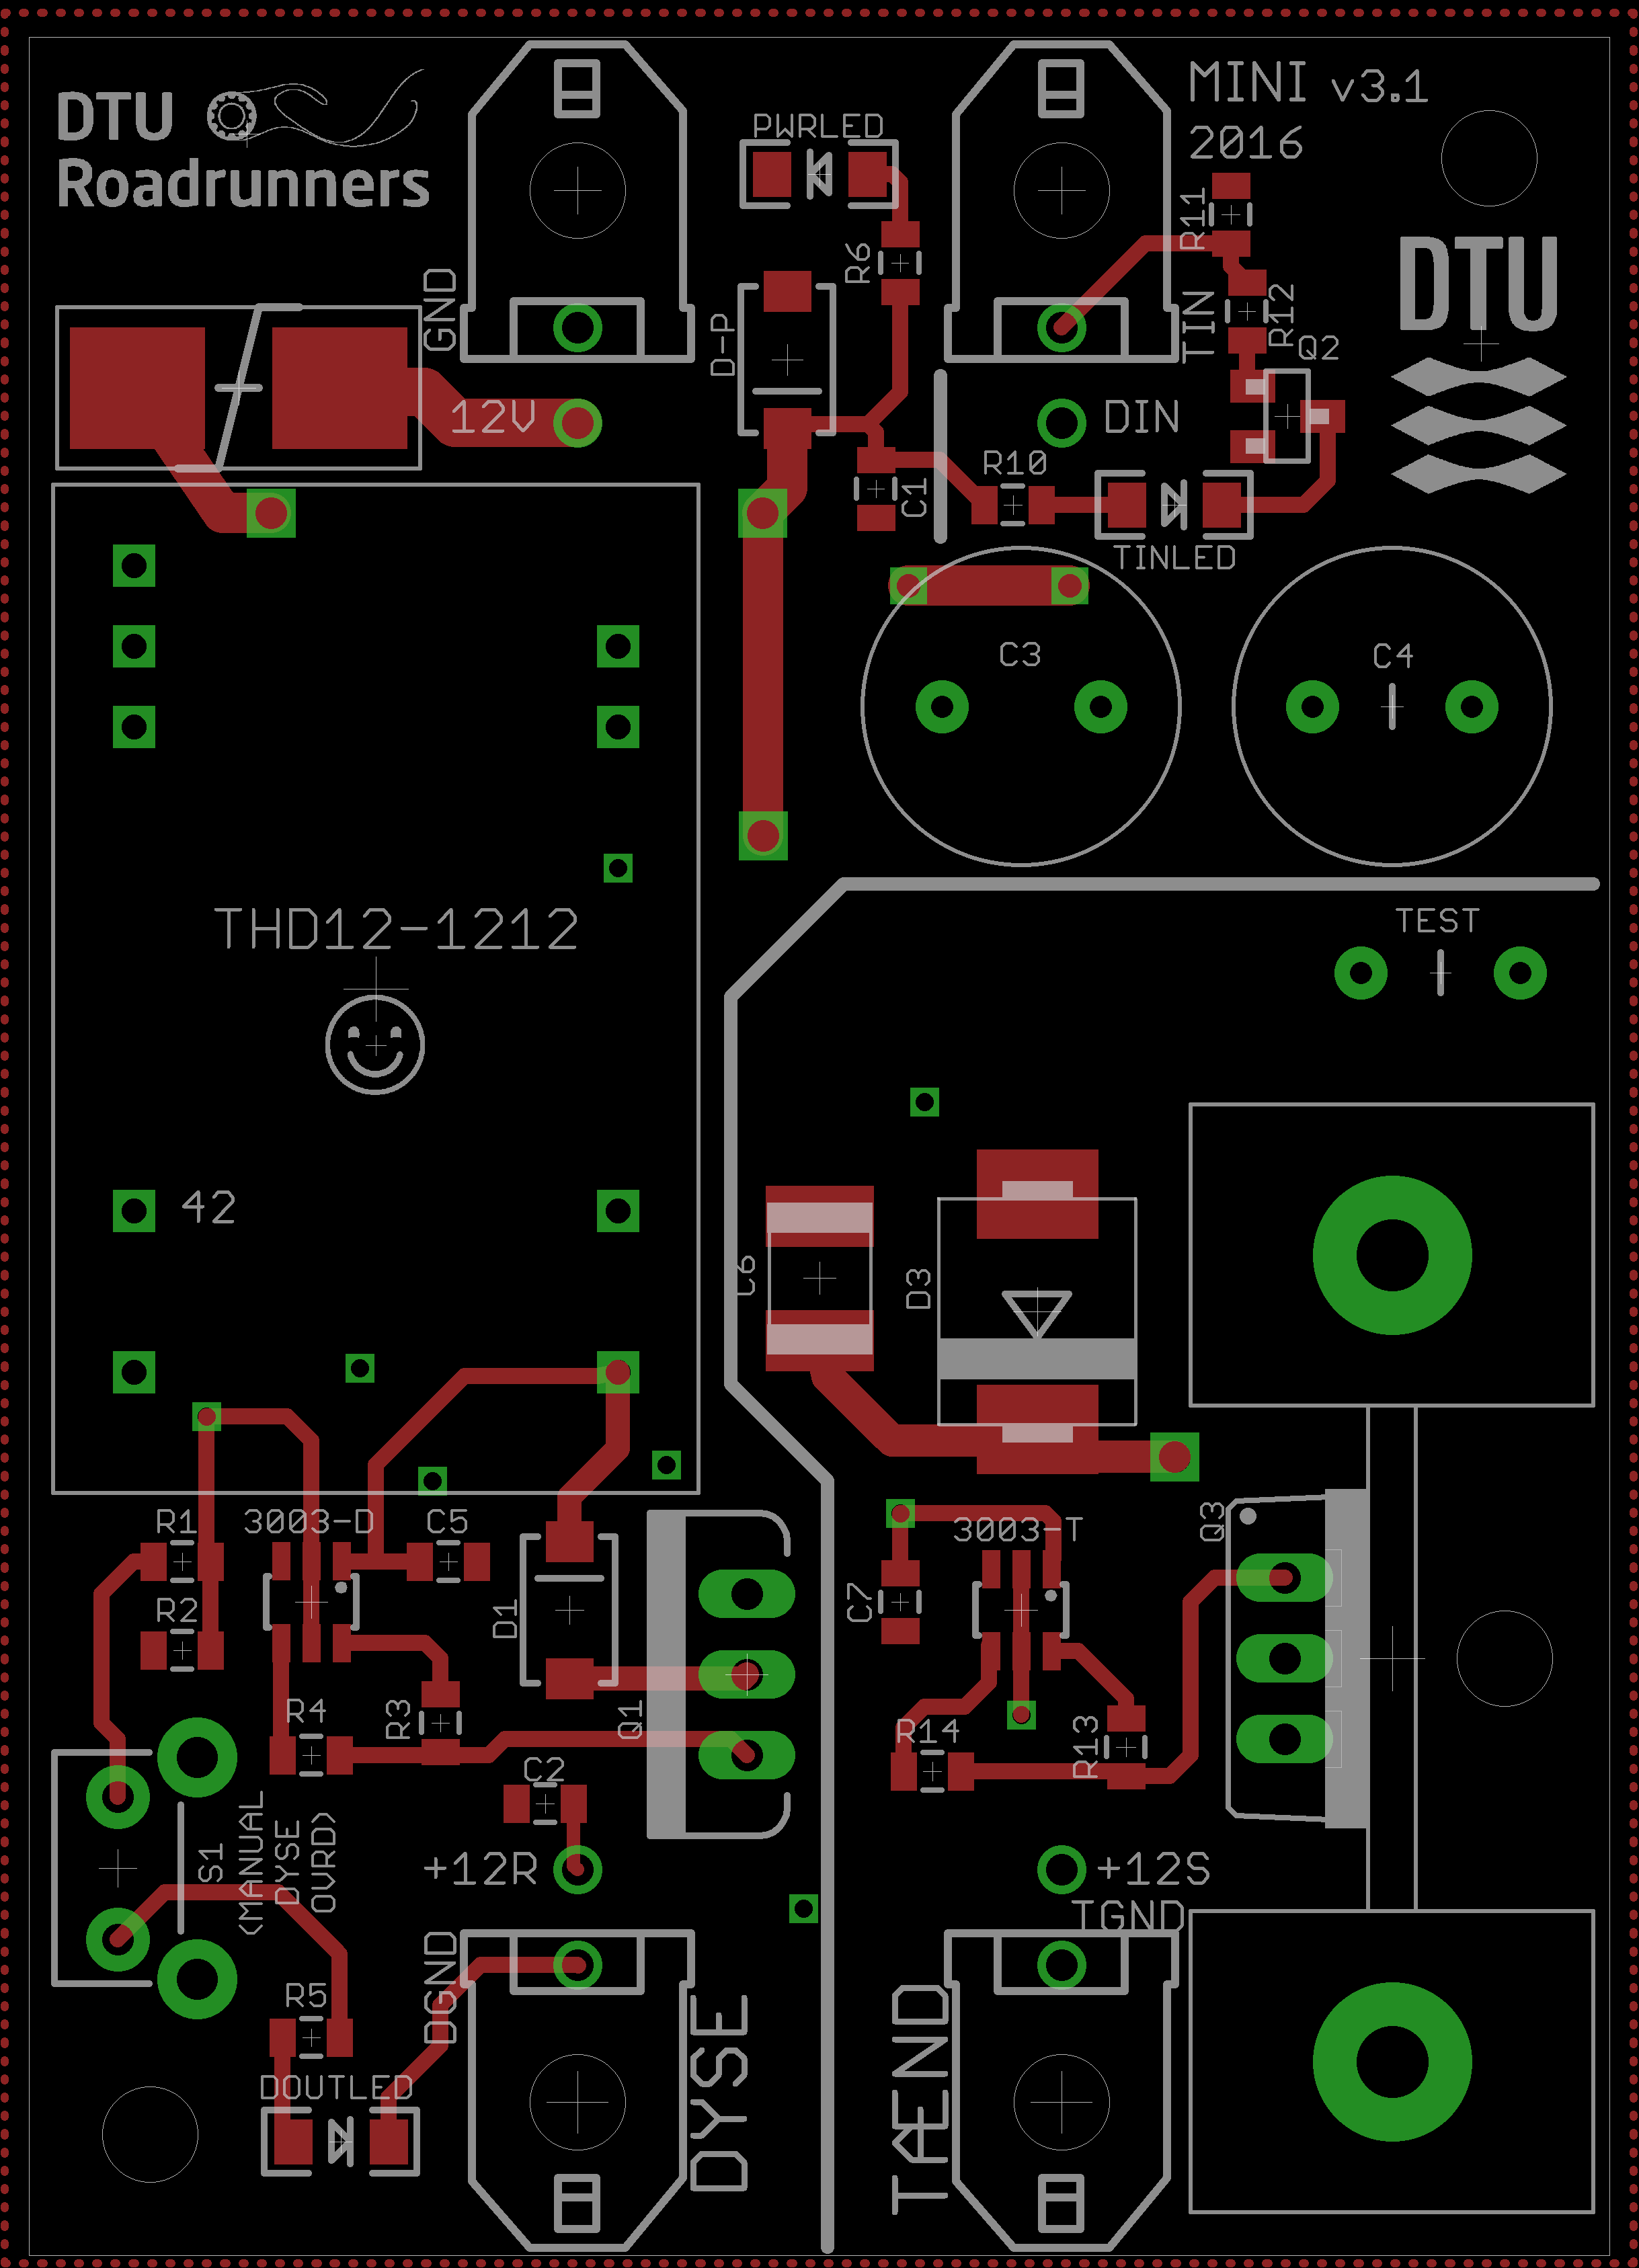 DTU
Roadrunners
MINI v3.1
2016
PWRLED
R11
R6
GND
D-P
TIN
R12
Q2
DTU
12V
DIN
R10
C1
TINLED
C3
C4
THD12-1212
TEST
42
C6
D3
R1
3003-D
C5
3003-T
Q3
R2
D1
C7
R4
R3
Q1
R14
R13
C2
S1
(MANUAL
DYSE
OVRD)
+12R
+12S
TGND
DGND
R5
DYSE
TÆND
DOUTLED